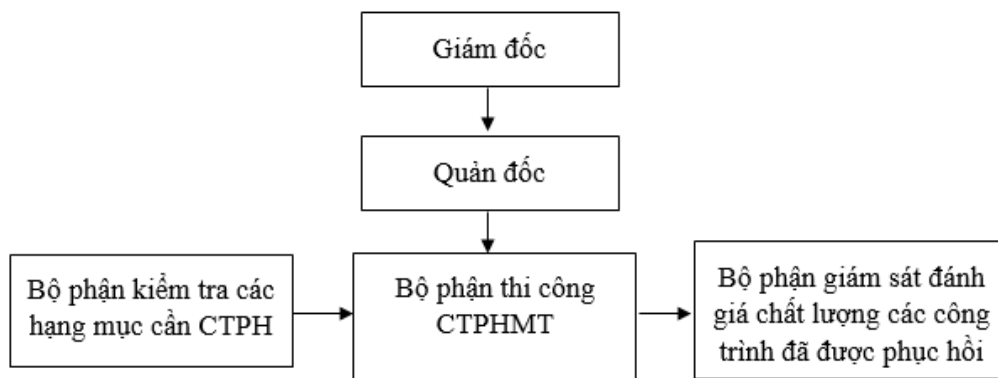 Giám đốc
Quản đốc
Bộ phận kiểm tra các
hạng mục cần CTPH
Bộ phận thi công
CTPHMT
Bộ phận giám sát đánh
giá chất lượng các công
trình đã được phục hồi